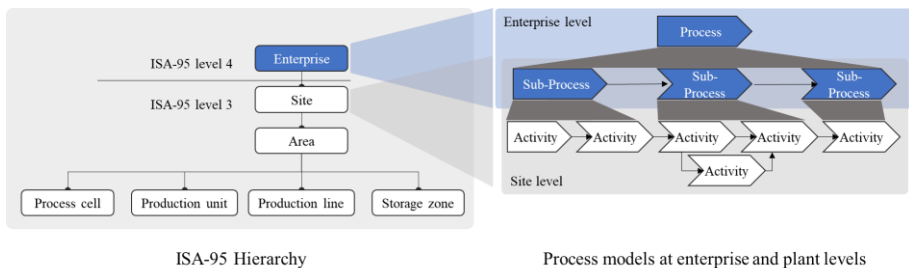 Enterprise level
Process
ISA-95 level 4
Enterprise
ISA-95 level 3
Site
Area
Process cell
Production unit
Production line
Storage zone
Sub-Process
Sub-
Process
Sub-
Process
Activity
Activity
Activity
Activity
Activity
Activity
Site level
ISA-95 Hierarchy
Process models at enterprise and plant levels